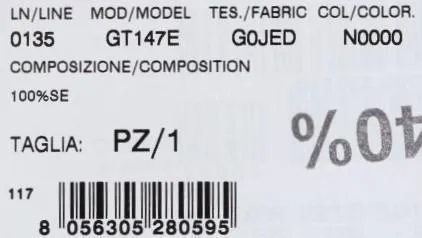 LN/LINE MOD/MODEL TES./FABRIC COL/COLOR.
0135 GT147E G0JED N0000
COMPOSIZIONE/COMPOSITION
100%SE
TAGLIA: PZ/1
40%
117
8 056305 280595